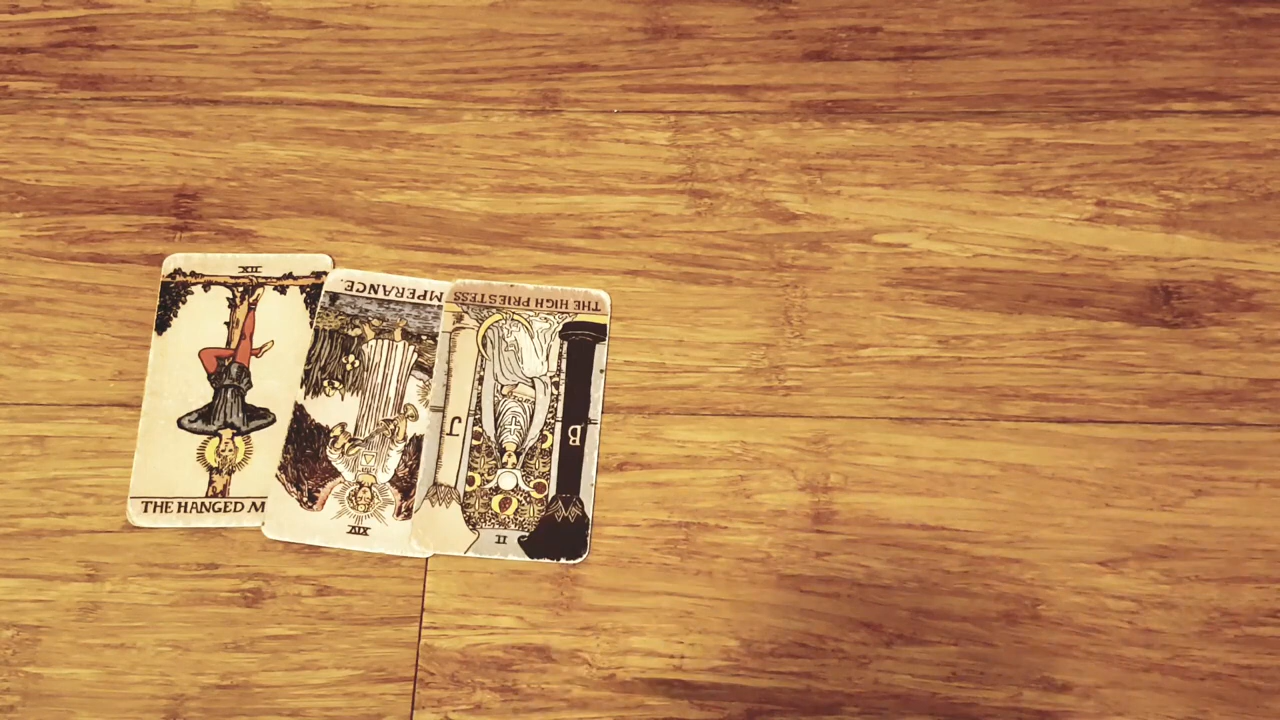 XII
THE HANGED M
MPERANCE.
XIV
THE HIGH PRIESTESS
J
B
II